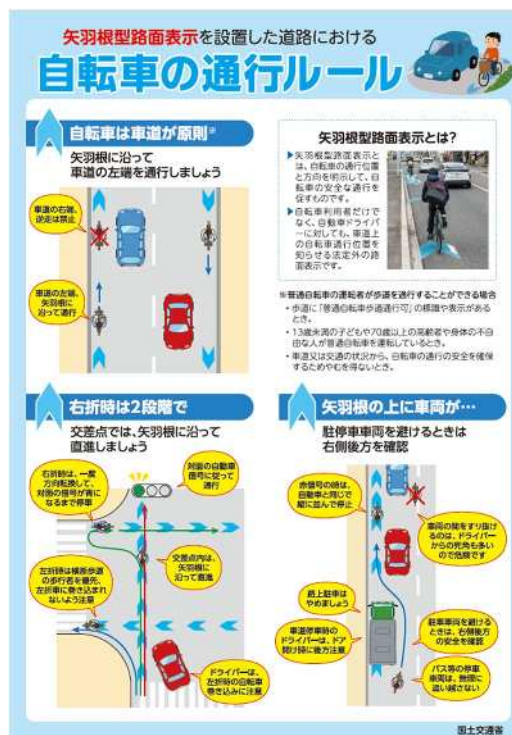 矢羽根型路面表示を設置した道路における
自転車の通行ルール
自転車は車道が原則※
矢羽根に沿って
車道の左端を通行しましょう
車道の右端、
逆走は禁止
車道の左端、
矢羽根に
沿って通行
矢羽根型路面表示とは?
▶矢羽根型路面表示と
は、自転車の通行位置
と方向を明示して、自
転車の安全な通行を
促すものです。
▶自転車利用者だけで
なく、自動車ドライバ
ーに対しても、車道上
の自転車通行位置を
知らせる法定外の路
面表示です。
※普通自転車の運転者が歩道を通行することができる場合
・歩道に「普通自転車歩道通行可」の標識や表示がある
とき。
・13歳未満の子どもや70歳以上の高齢者や身体の不自
由な人が普通自転車を運転しているとき。
・車道又は交通の状況から、自転車の通行の安全を確保
するためやむを得ないとき。
右折時は2段階で
交差点では、矢羽根に沿って
直進しましょう
右折時は、一度
方向転換して、
対面の信号が青に
なるまで停車
対面の自動車
信号に従って
通行
交差点内は、
矢羽根に
沿って直進
左折時は横断歩道
の歩行者を優先、
左折車に巻き込まれ
ないよう注意
ドライバーは、
左折時の自転車
巻き込みに注意
矢羽根の上に車両が…
駐停車車両を避けるときは
右側後方を確認
赤信号の時は、
自動車と同じで
縦に並んで停止
車両の間をすり抜け
るのは、ドライバー
からの死角も多い
ので危険です
路上駐車は
やめましょう
車道停車時の
ドライバーは、ドア
開け時に後方注意
駐車車両を避ける
ときは、右側後方
の安全を確認
バス等の停車
車両は、無理に
追い越さない
国土交通省